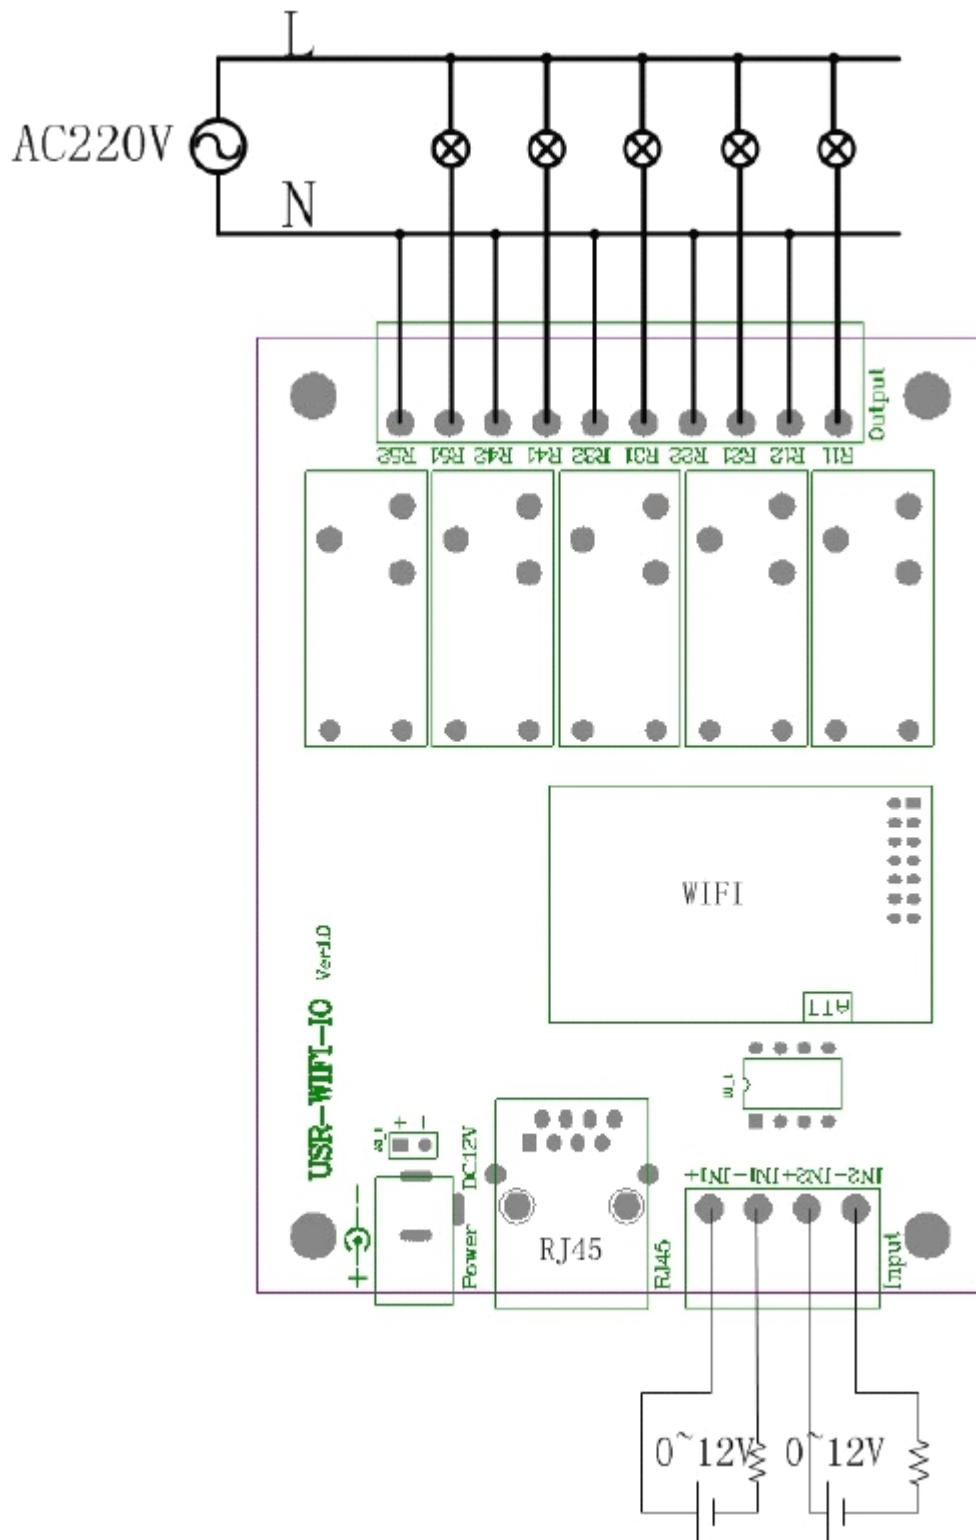 L
AC220V
N
Output
R52 R51 R42 R41 R32 R31 R22 R21 R12 R11
WIFI
ATT
USR-WIFI-IO Ver1.0
+ -
DC12V
IN1+ IN1- IN2+ IN2-
+ -
Power
RJ45
RJ45
Input
0~12V 0~12V